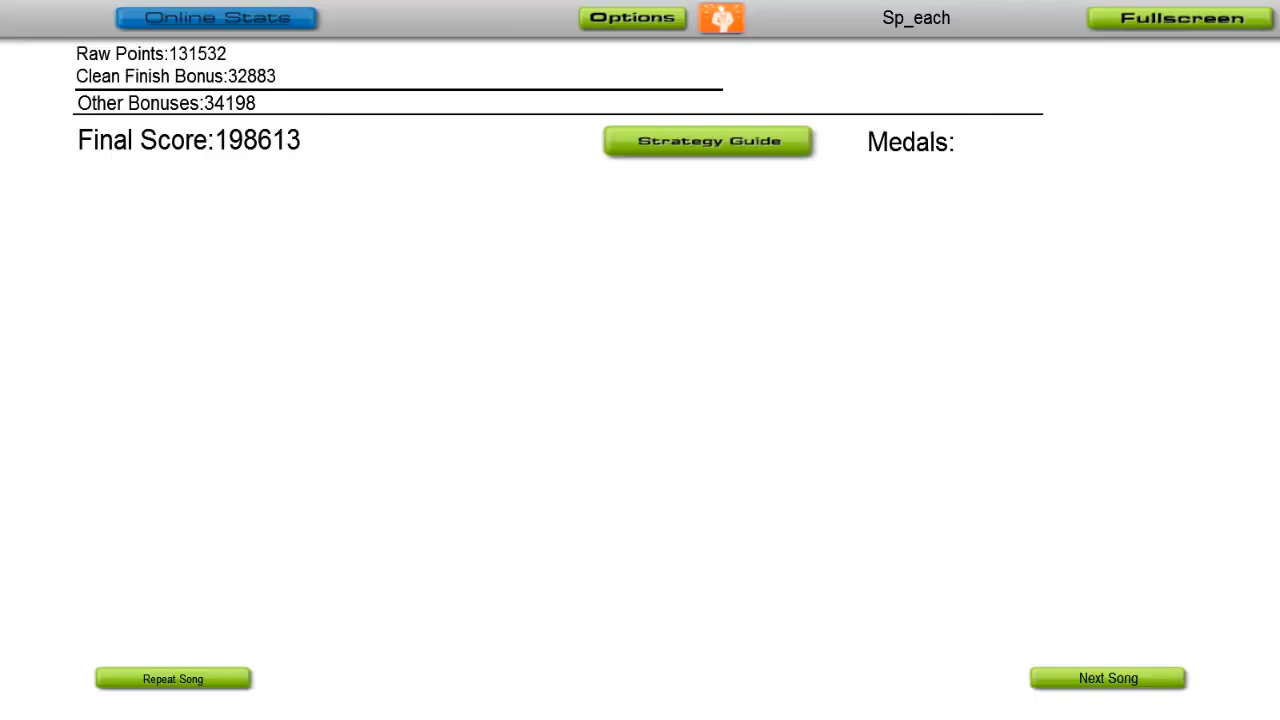 Online Stats
Options
Sp_each
Fullscreen
Raw Points:131532
Clean Finish Bonus:32883
Other Bonuses:34198
Final Score:198613
Strategy Guide
Medals:
Repeat Song
Next Song